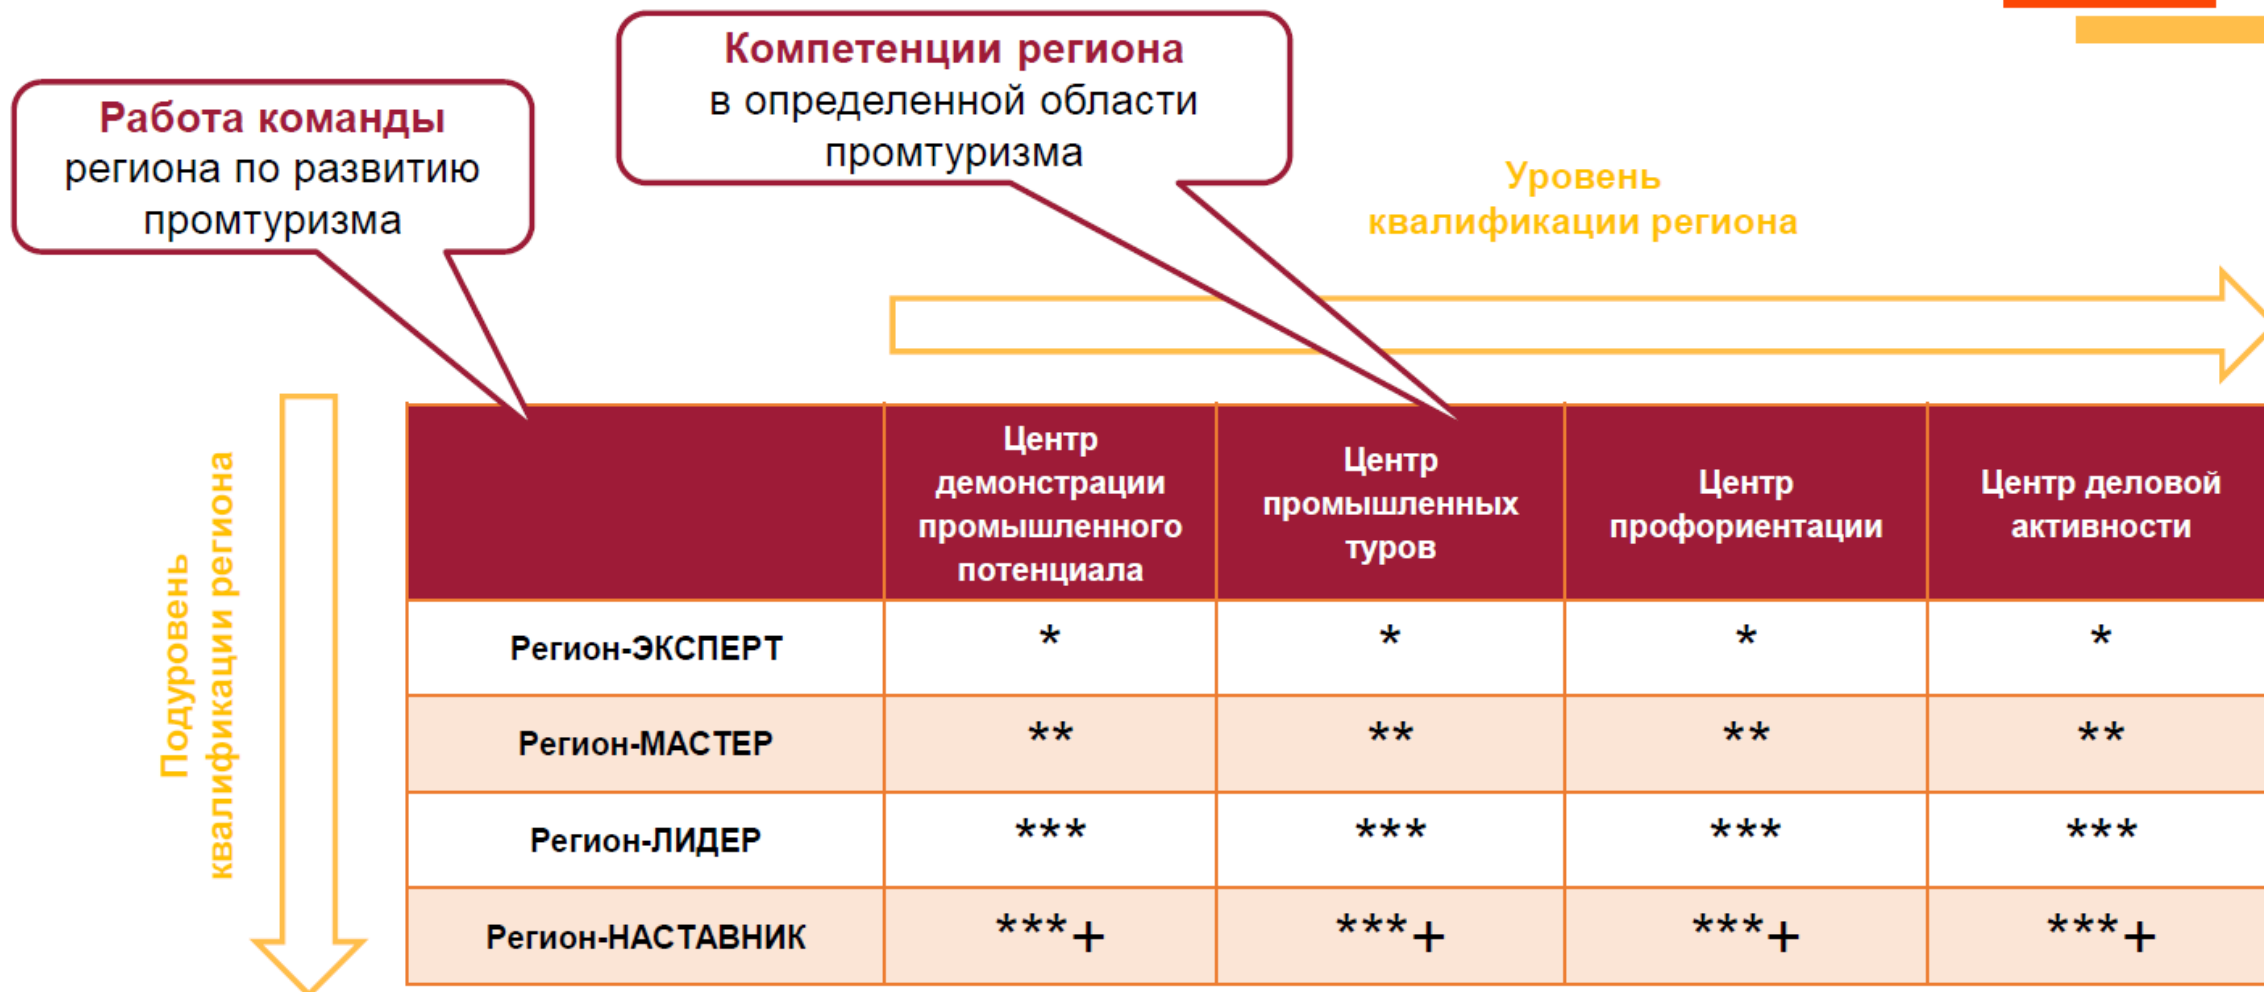 Компетенции региона
в определенной области
промтуризма
Работа команды
региона по развитию
промтуризма
Уровень
квалификации региона
Подуровень
квалификации региона
Центр
демонстрации
промышленного
потенциала
Центр
промышленных
туров
Центр
профориентации
Центр деловой
активности
Регион-ЭКСПЕРТ * * * *
Регион-МАСТЕР ** ** ** **
Регион-ЛИДЕР *** *** *** ***
Регион-НАСТАВНИК ***+ ***+ ***+ ***+